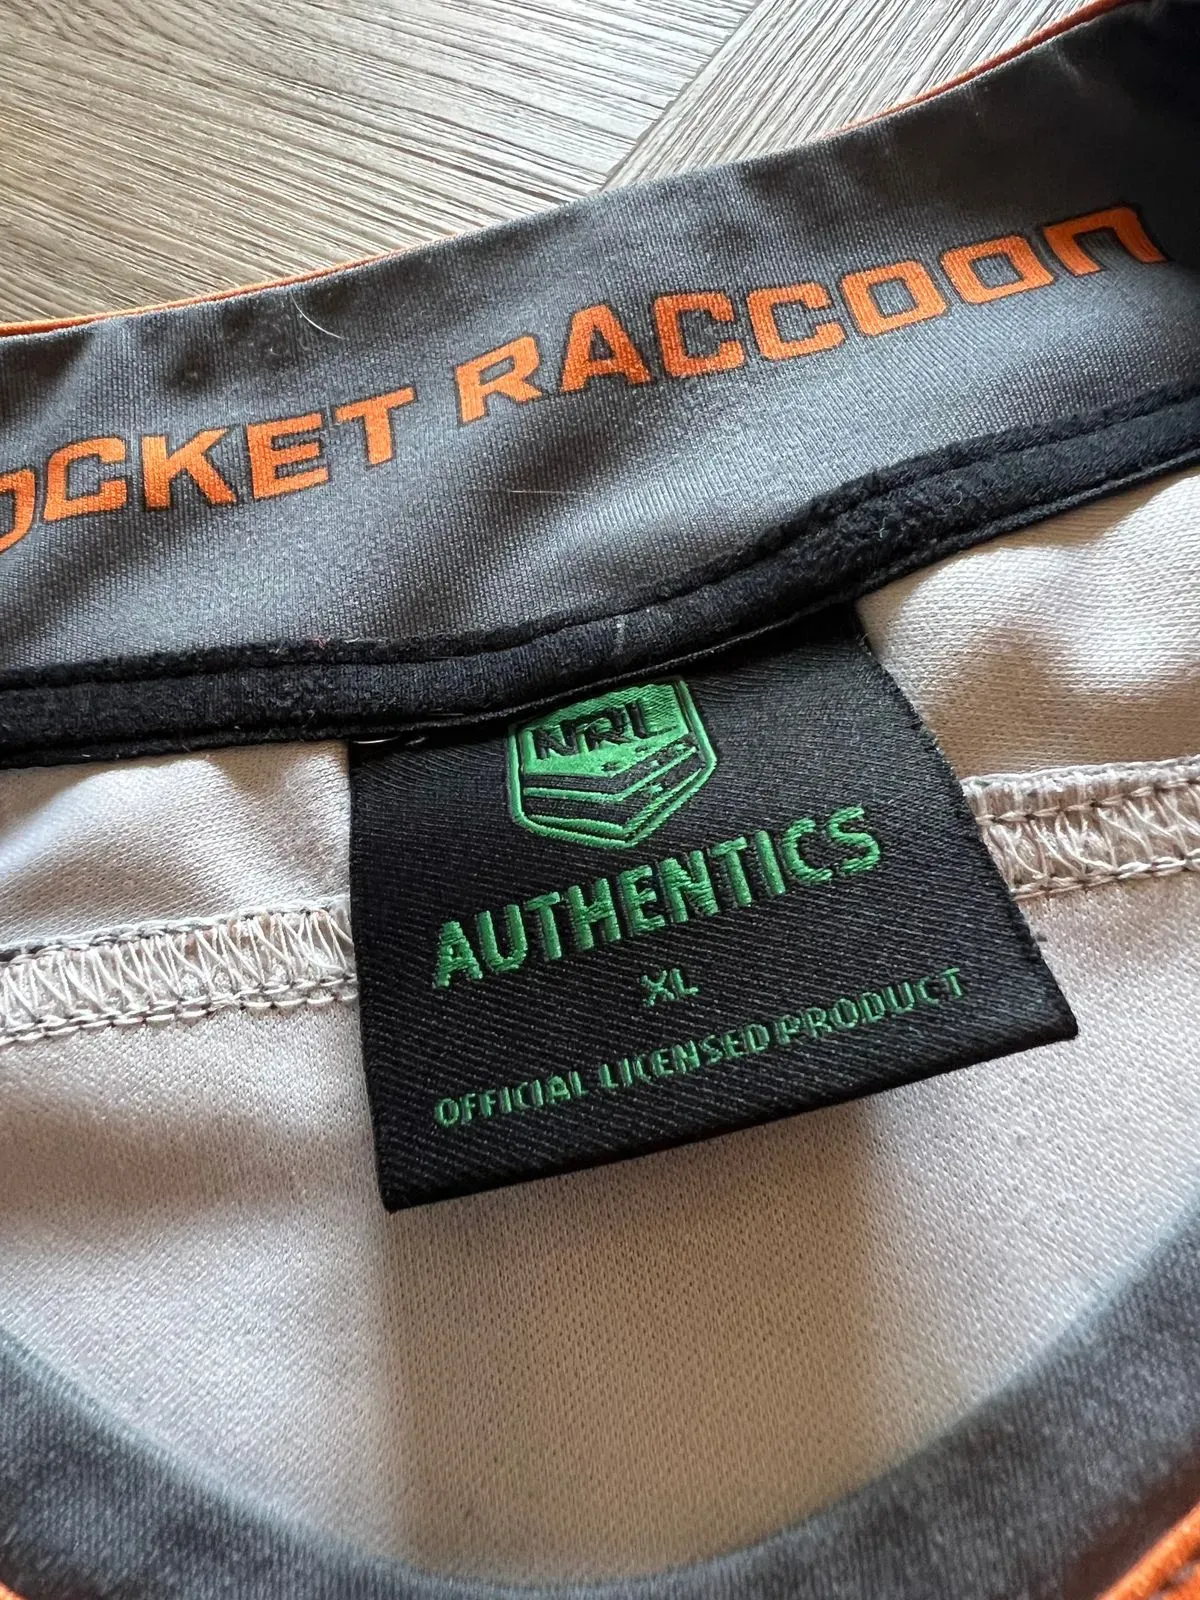 OCKET RACCOON
NRL
AUTHENTICS
XL
OFFICIAL LICENSED PRODUCT